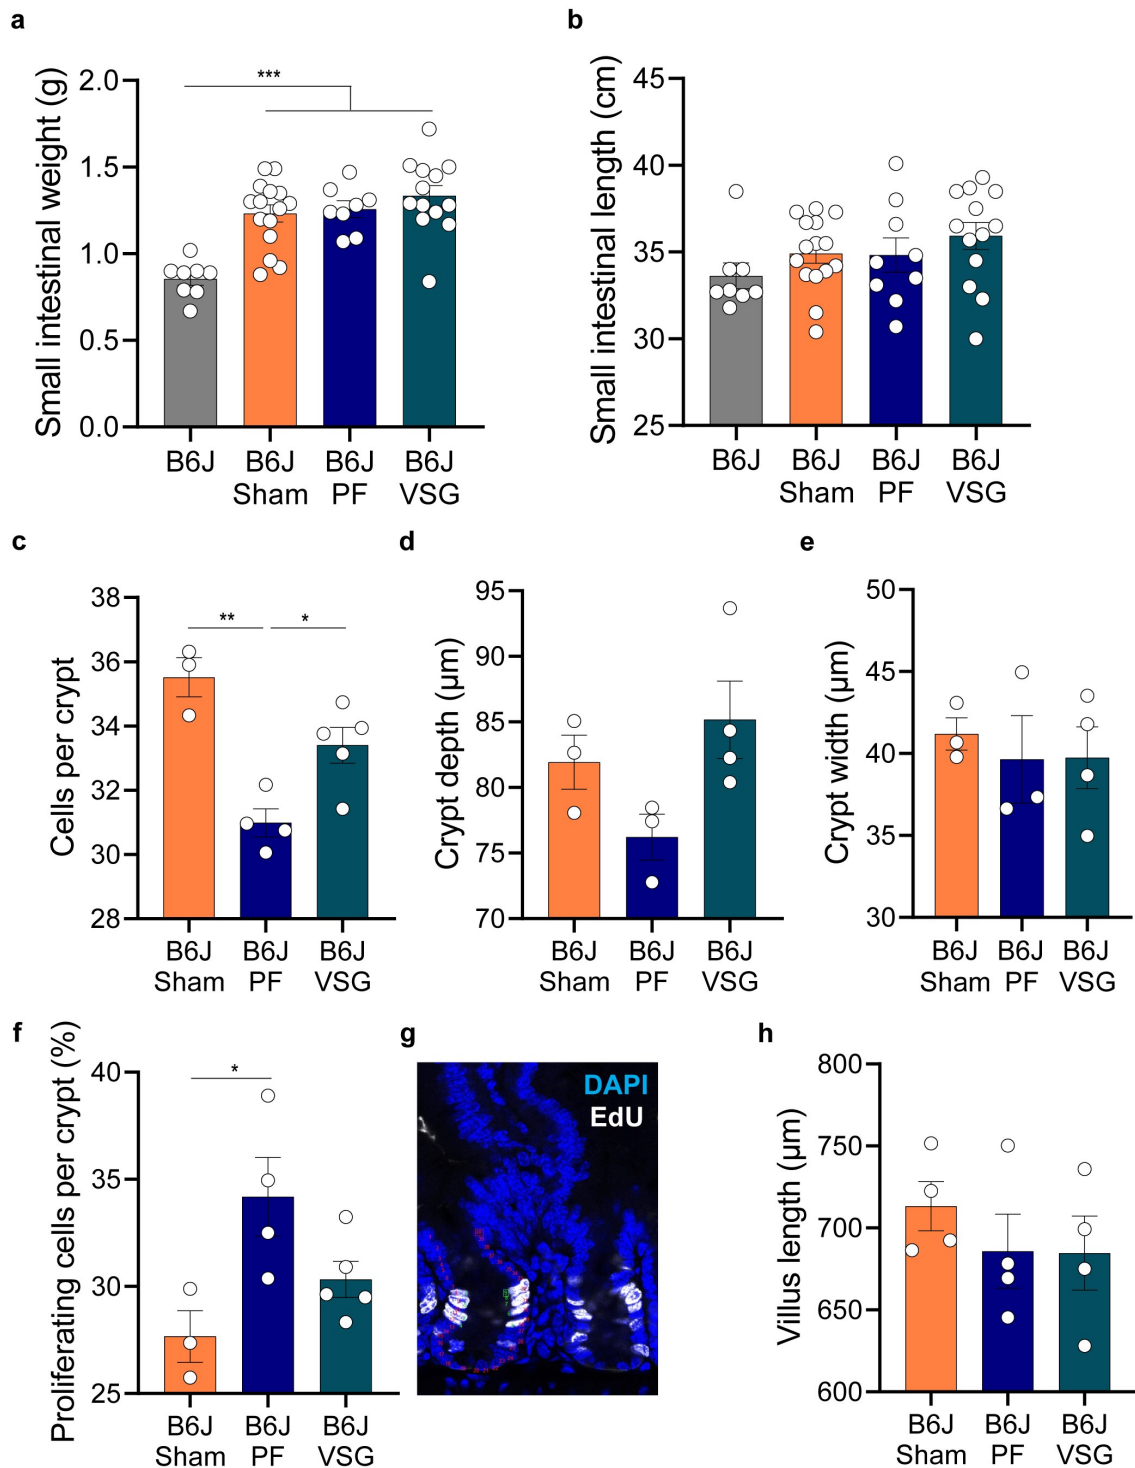 a
b
Small intestinal weight (g)
2.0
1.5
1.0
0.5
0.0
***
B6J
B6J
Sham
B6J
PF
B6J
VSG
Small intestinal length (cm)
45
40
35
30
25
B6J
B6J
Sham
B6J
PF
B6J
VSG
c
d
e
Cells per crypt
38
36
34
32
30
28
**
*
B6J
Sham
B6J
PF
B6J
VSG
Crypt depth (µm)
95
90
85
80
75
70
B6J
Sham
B6J
PF
B6J
VSG
Crypt width (µm)
50
45
40
35
30
B6J
Sham
B6J
PF
B6J
VSG
f
g
h
Proliferating cells per crypt (%)
40
35
30
25
*
B6J
Sham
B6J
PF
B6J
VSG
DAPI
EdU
Villus length (µm)
800
750
700
650
600
B6J
Sham
B6J
PF
B6J
VSG